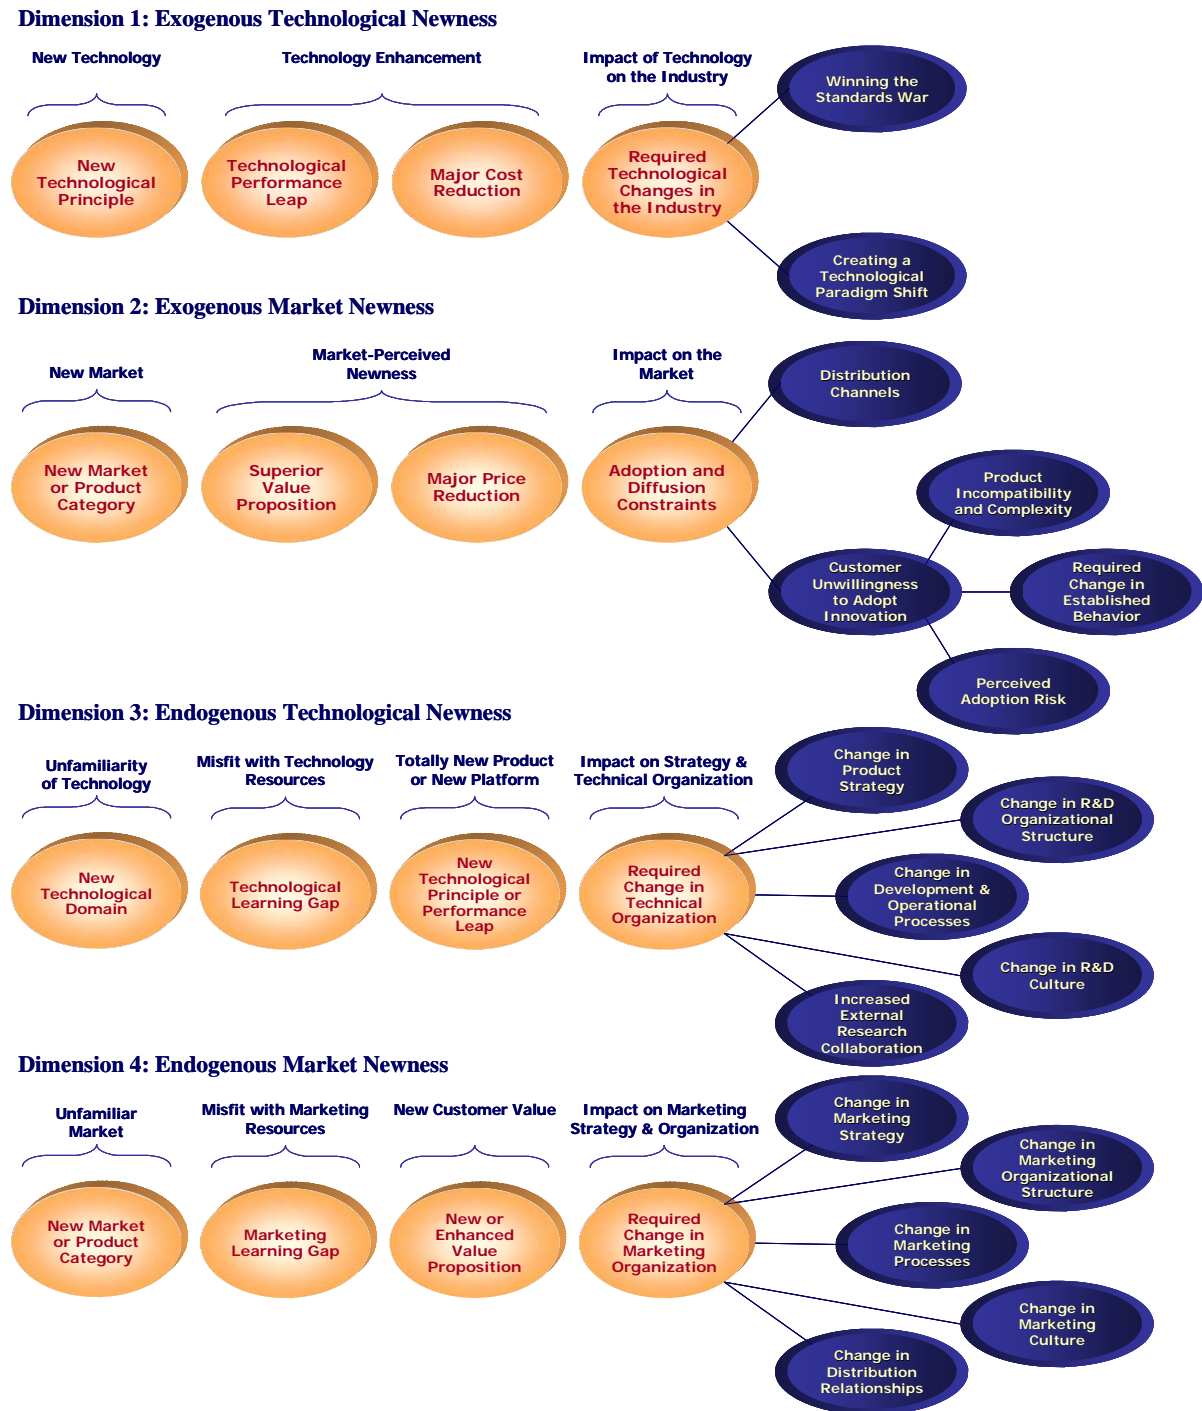 Dimension 1: Exogenous Technological Newness
New Technology
Technology Enhancement
Impact of Technology
on the Industry
New
Technological
Principle
Technological
Performance
Leap
Major Cost
Reduction
Required
Technological
Changes in
the Industry
Winning the
Standards War
Creating a
Technological
Paradigm Shift
Dimension 2: Exogenous Market Newness
New Market
Market-Perceived
Newness
Impact on the
Market
New Market
or Product
Category
Superior
Value
Proposition
Major Price
Reduction
Adoption and
Diffusion
Constraints
Distribution
Channels
Customer
Unwillingness
to Adopt
Innovation
Product
Incompatibility
and Complexity
Required
Change in
Established
Behavior
Perceived
Adoption Risk
Dimension 3: Endogenous Technological Newness
Unfamiliarity
of Technology
Misfit with Technology
Resources
Totally New Product
or New Platform
Impact on Strategy &
Technical Organization
New
Technological
Domain
Technological
Learning Gap
New
Technological
Principle or
Performance
Leap
Required
Change in
Technical
Organization
Change in
Product
Strategy
Change in R&D
Organizational
Structure
Change in
Development &
Operational
Processes
Change in R&D
Culture
Increased
External
Research
Collaboration
Dimension 4: Endogenous Market Newness
Unfamiliar
Market
Misfit with Marketing
Resources
New Customer Value
Impact on Marketing
Strategy & Organization
New Market
or Product
Category
Marketing
Learning Gap
New or
Enhanced
Value
Proposition
Required
Change in
Marketing
Organization
Change in
Marketing
Strategy
Change in
Marketing
Organizational
Structure
Change in
Marketing
Processes
Change in
Marketing
Culture
Change in
Distribution
Relationships